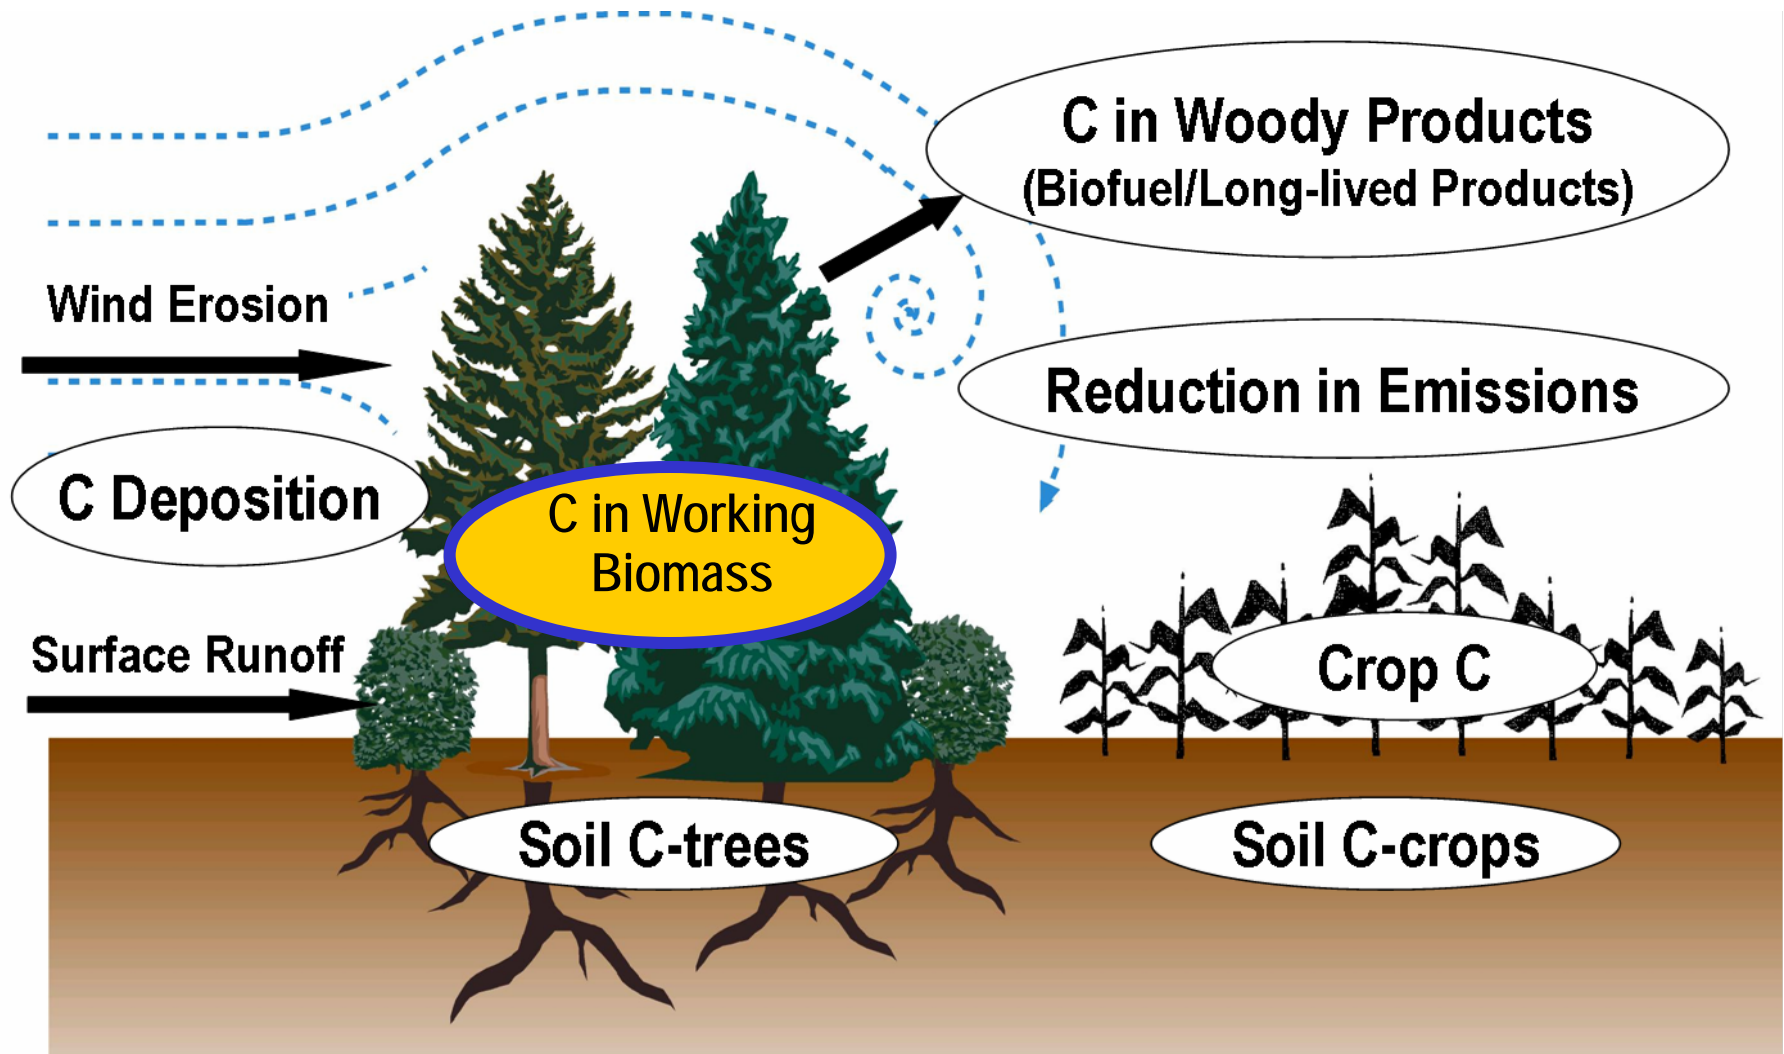 C in Woody Products
(Biofuel/Long-lived Products)
Wind Erosion
Reduction in Emissions
C Deposition
C in Working
Biomass
Surface Runoff
Crop C
Soil C-trees
Soil C-crops